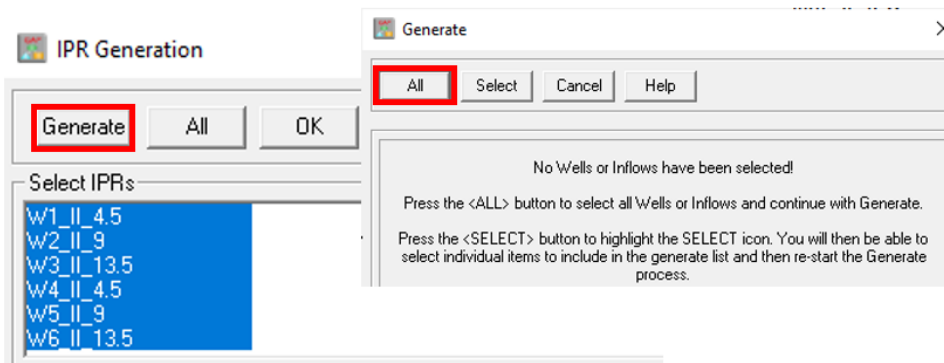 IPR Generation
Generate All OK
Select IPRs
W1_II_4.5
W2_II_9
W3_II_13.5
W4_II_4.5
W5_II_9
W6_II_13.5
Generate
All Select Cancel Help
No Wells or Inflows have been selected!
Press the <ALL> button to select all Wells or Inflows and continue with Generate.
Press the <SELECT> button to highlight the SELECT icon. You will then be able to
select individual items to include in the generate list and then re-start the Generate
process.